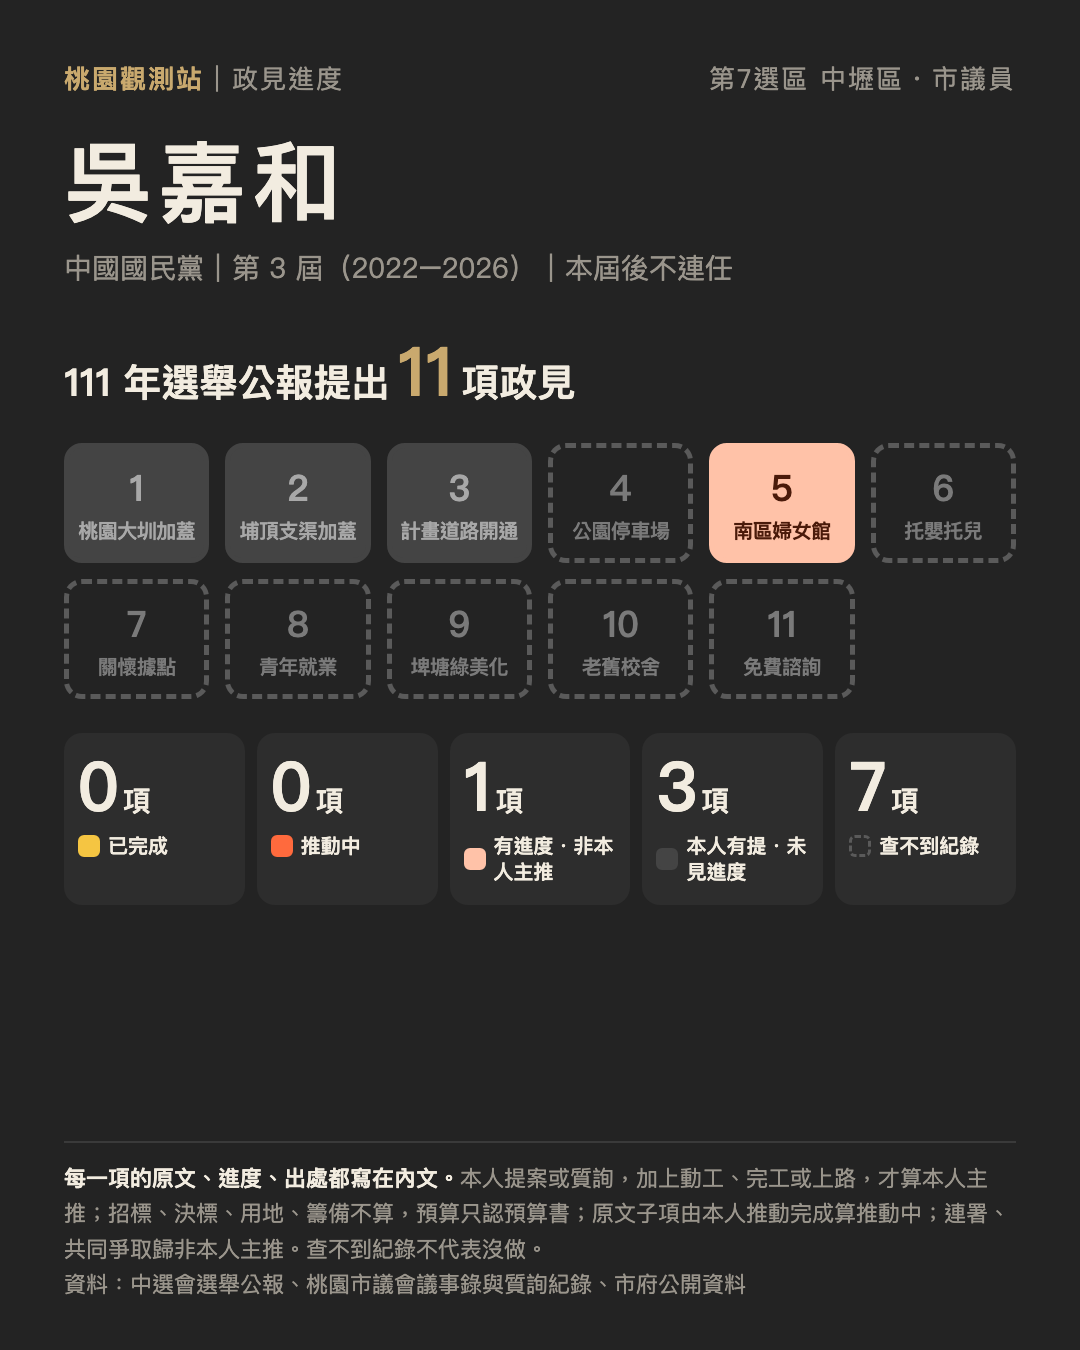 桃園觀測站｜政見進度
第7選區 中壢區・市議員
吳嘉和
中國國民黨｜第 3 屆（2022—2026）｜本屆後不連任
111 年選舉公報提出 11 項政見
1
桃園大圳加蓋
2
埔頂支渠加蓋
3
計畫道路開通
4
公園停車場
5
南區婦女館
6
托嬰托兒
7
關懷據點
8
青年就業
9
埤塘綠美化
10
老舊校舍
11
免費諮詢
0項
已完成
0項
推動中
1項
有進度・非本
人主推
3項
本人有提・未
見進度
7項
查不到紀錄
每一項的原文、進度、出處都寫在內文。本人提案或質詢，加上動工、完工或上路，才算本人主
推；招標、決標、用地、籌備不算，預算只認預算書；原文子項由本人推動完成算推動中；連署、
共同爭取歸非本人主推。查不到紀錄不代表沒做。
資料：中選會選舉公報、桃園市議會議事錄與質詢紀錄、市府公開資料